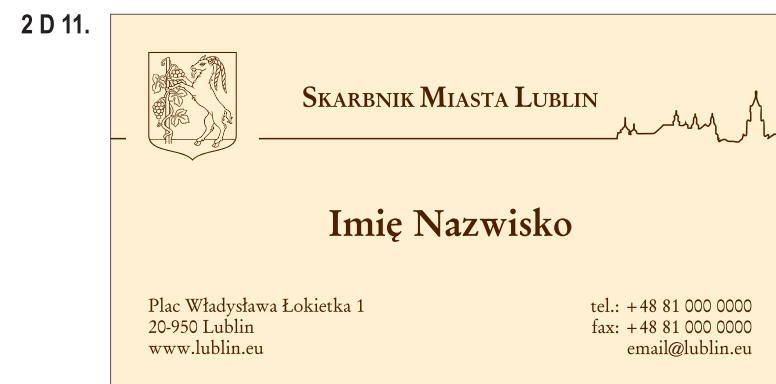 2 D 11.
SKARBNIK MIASTA LUBLIN
Imię Nazwisko
Plac Władysława Łokietka 1
20-950 Lublin
www.lublin.eu
tel.: +48 81 000 0000
fax: +48 81 000 0000
email@lublin.eu